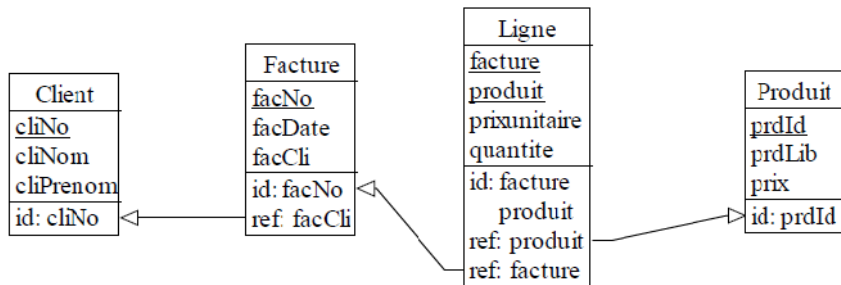 Client
cliNo
cliNom
cliPrenom
id: cliNo
Facture
facNo
facDate
facCli
id: facNo
ref: facCli
Ligne
facture
produit
prixunitaire
quantite
id: facture
produit
ref: produit
ref: facture
Produit
prdId
prdLib
prix
id: prdId